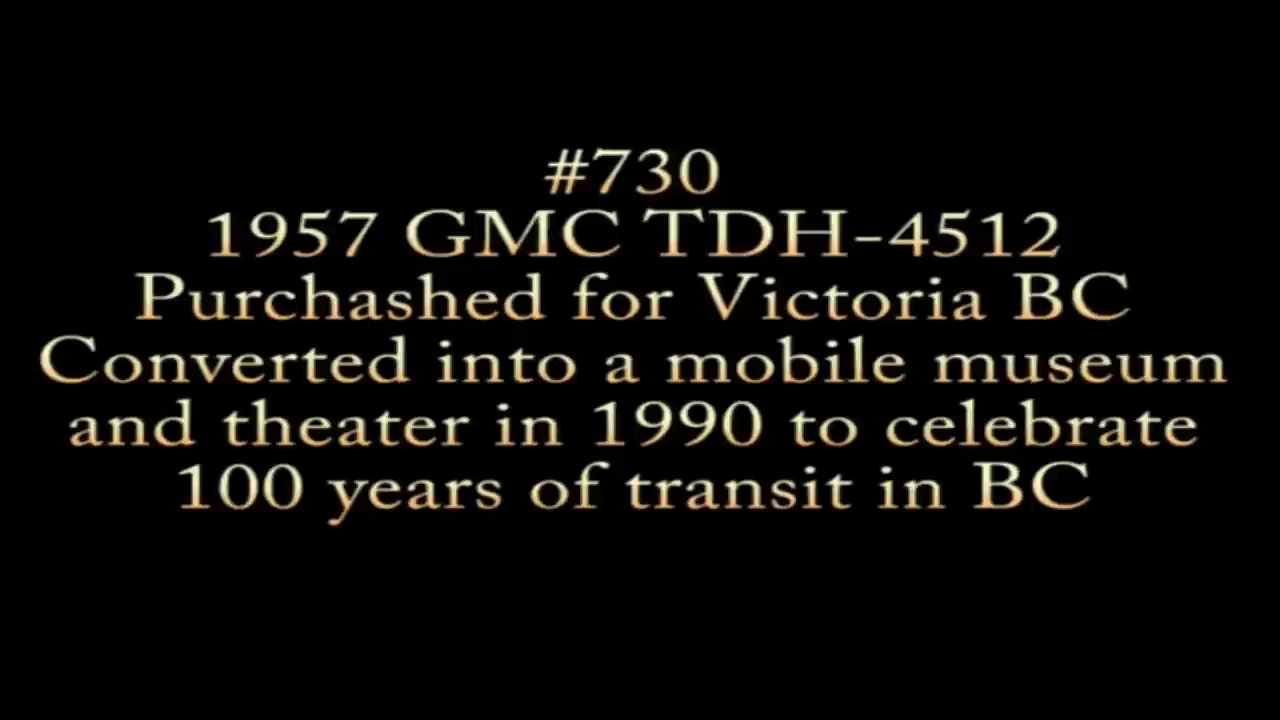 #730
1957 GMC TDH-4512
Purchashed for Victoria BC
Converted into a mobile museum
and theater in 1990 to celebrate
100 years of transit in BC